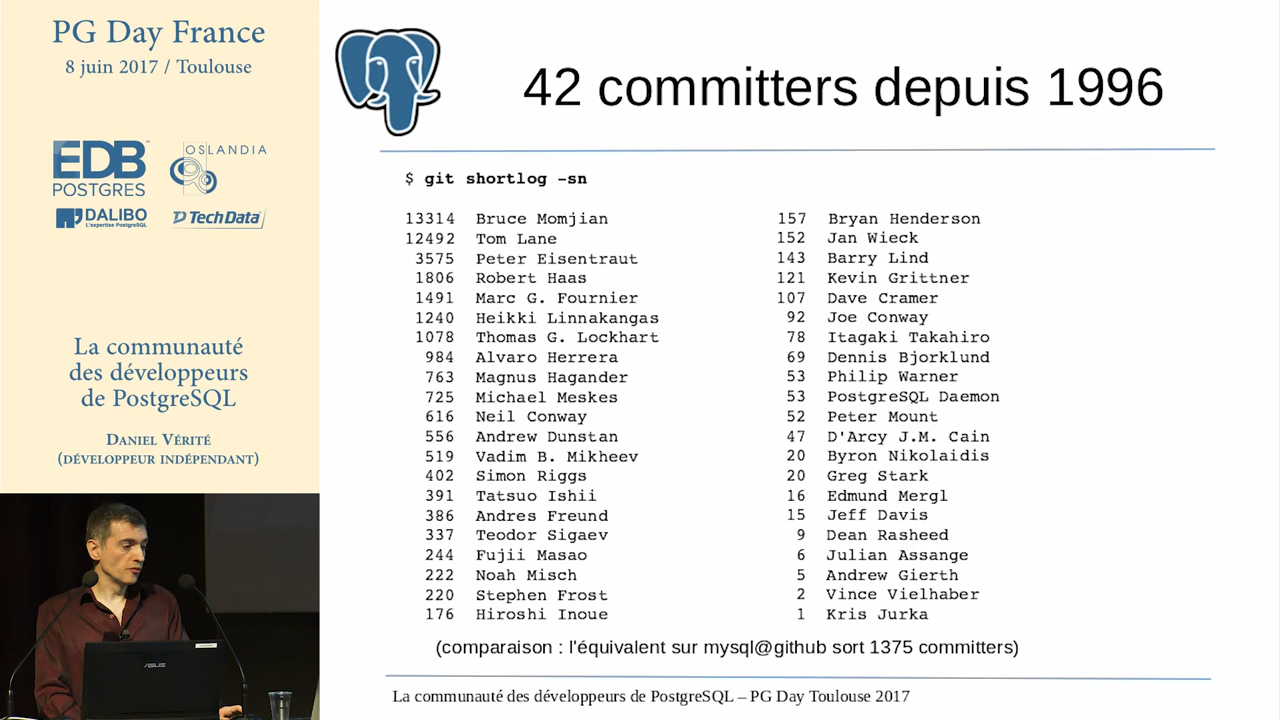 PG Day France
8 juin 2017 / Toulouse
EDB
POSTGRES
OSLANDIA
DALIBO
L'expertise PostgreSQL
TechData
La communauté
des développeurs
de PostgreSQL
Daniel Vérité
(développeur indépendant)
ASUS
42 committers depuis 1996
$ git shortlog -sn
13314 Bruce Momjian
12492 Tom Lane
3575 Peter Eisentraut
1806 Robert Haas
1491 Marc G. Fournier
1240 Heikki Linnakangas
1078 Thomas G. Lockhart
984 Alvaro Herrera
763 Magnus Hagander
725 Michael Meskes
616 Neil Conway
556 Andrew Dunstan
519 Vadim B. Mikheev
402 Simon Riggs
391 Tatsuo Ishii
386 Andres Freund
337 Teodor Sigaev
244 Fujii Masao
222 Noah Misch
220 Stephen Frost
176 Hiroshi Inoue
157 Bryan Henderson
152 Jan Wieck
143 Barry Lind
121 Kevin Grittner
107 Dave Cramer
92 Joe Conway
78 Itagaki Takahiro
69 Dennis Bjorklund
53 Philip Warner
53 PostgreSQL Daemon
52 Peter Mount
47 D'Arcy J.M. Cain
20 Byron Nikolaidis
20 Greg Stark
16 Edmund Mergl
15 Jeff Davis
9 Dean Rasheed
6 Julian Assange
5 Andrew Gierth
2 Vince Vielhaber
1 Kris Jurka
(comparaison : l'équivalent sur mysql@github sort 1375 committers)
La communauté des développeurs de PostgreSQL – PG Day Toulouse 2017